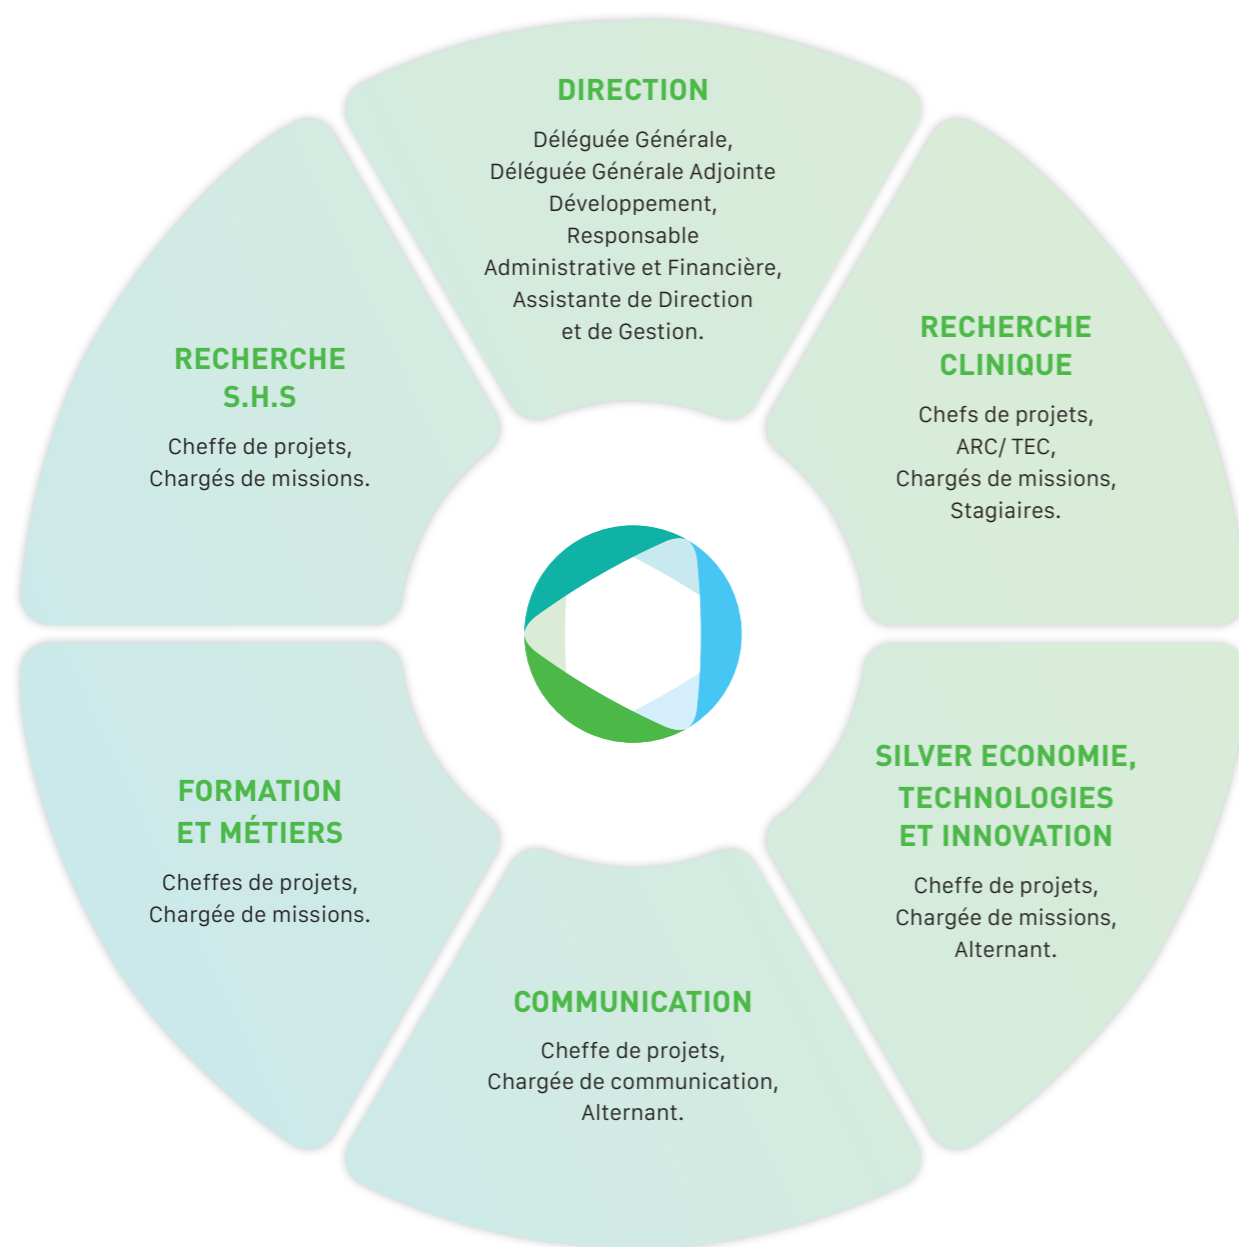 DIRECTION
Déléguée Générale,
Déléguée Générale Adjointe
Développement,
Responsable
Administrative et Financière,
Assistante de Direction
et de Gestion.
RECHERCHE
CLINIQUE
Chefs de projets,
ARC/ TEC,
Chargés de missions,
Stagiaires.
SILVER ECONOMIE,
TECHNOLOGIES
ET INNOVATION
Cheffe de projets,
Chargée de missions,
Alternant.
COMMUNICATION
Cheffe de projets,
Chargée de communication,
Alternant.
FORMATION
ET MÉTIERS
Cheffes de projets,
Chargée de missions.
RECHERCHE
S.H.S
Cheffe de projets,
Chargés de missions.